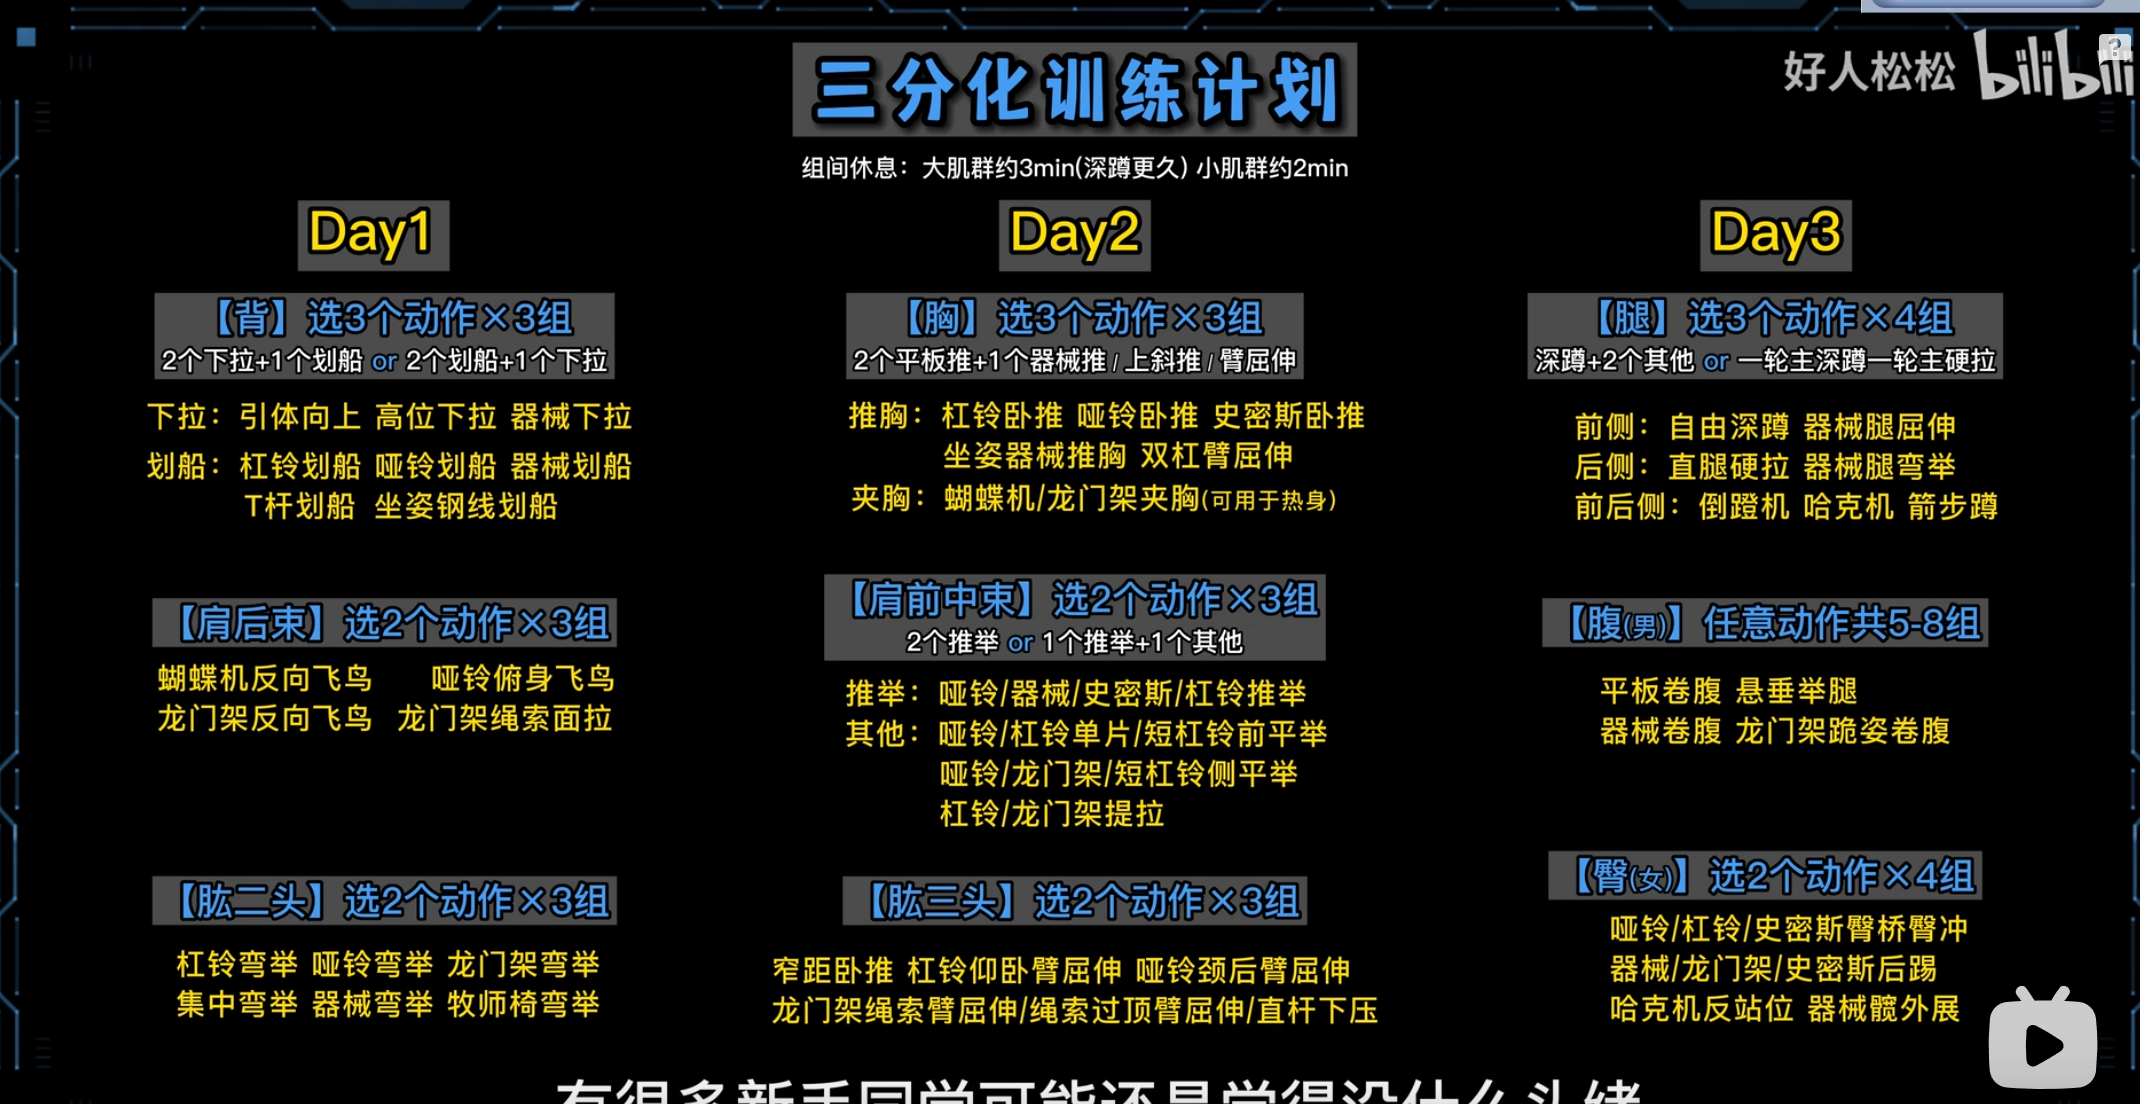 好人松松 bilibili
?
三分化训练计划
组间休息：大肌群约3min(深蹲更久) 小肌群约2min
Day1
【背】选3个动作×3组
2个下拉+1个划船 or 2个划船+1个下拉
下拉：引体向上 高位下拉 器械下拉
划船：杠铃划船 哑铃划船 器械划船
T杆划船 坐姿钢线划船
【肩后束】选2个动作×3组
蝴蝶机反向飞鸟 哑铃俯身飞鸟
龙门架反向飞鸟 龙门架绳索面拉
【肱二头】选2个动作×3组
杠铃弯举 哑铃弯举 龙门架弯举
集中弯举 器械弯举 牧师椅弯举
Day2
【胸】选3个动作×3组
2个平板推+1个器械推/上斜推/臂屈伸
推胸：杠铃卧推 哑铃卧推 史密斯卧推
坐姿器械推胸 双杠臂屈伸
夹胸：蝴蝶机/龙门架夹胸(可用于热身)
【肩前中束】选2个动作×3组
2个推举 or 1个推举+1个其他
推举：哑铃/器械/史密斯/杠铃推举
其他：哑铃/杠铃单片/短杠铃前平举
哑铃/龙门架/短杠铃侧平举
杠铃/龙门架提拉
【肱三头】选2个动作×3组
窄距卧推 杠铃仰卧臂屈伸 哑铃颈后臂屈伸
龙门架绳索臂屈伸/绳索过顶臂屈伸/直杆下压
Day3
【腿】选3个动作×4组
深蹲+2个其他 or 一轮主深蹲一轮主硬拉
前侧：自由深蹲 器械腿屈伸
后侧：直腿硬拉 器械腿弯举
前后侧：倒蹬机 哈克机 箭步蹲
【腹(男)】任意动作共5-8组
平板卷腹 悬垂举腿
器械卷腹 龙门架跪姿卷腹
【臀(女)】选2个动作×4组
哑铃/杠铃/史密斯臀桥臀冲
器械/龙门架/史密斯后踢
哈克机反站位 器械髋外展
有很多新手同学可能还是觉得没什么头绪